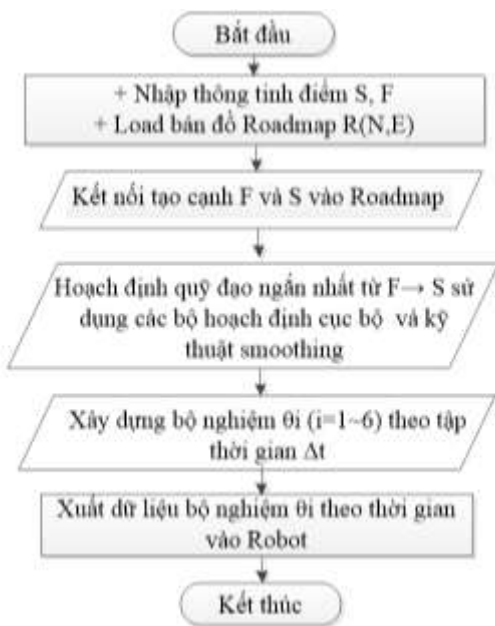 Bắt đầu
+ Nhập thông tinh điểm S, F
+ Load bản đồ Roadmap R(N,E)
Kết nối tạo cạnh F và S vào Roadmap
Hoạch định quỹ đạo ngắn nhất từ F→ S sử
dụng các bộ hoạch định cục bộ và kỹ
thuật smoothing
Xây dựng bộ nghiệm θi (i=1~6) theo tập
thời gian Δt
Xuất dữ liệu bộ nghiệm θi theo thời gian
vào Robot
Kết thúc